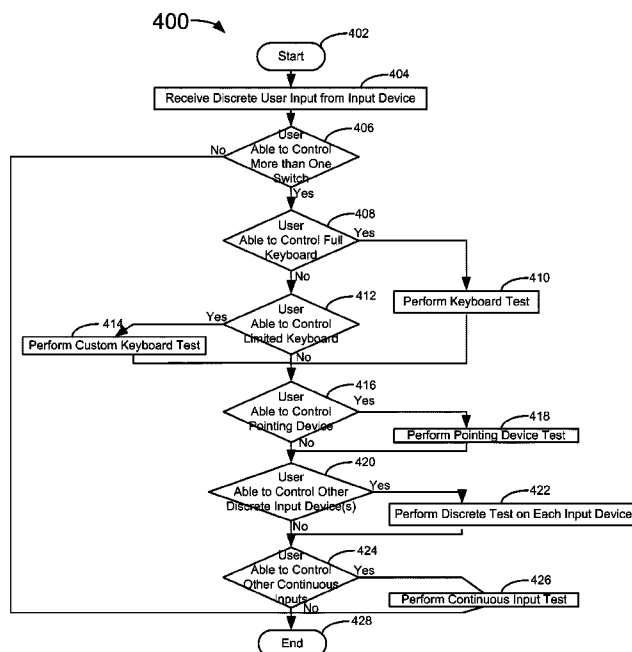 400
402
Start
404
Receive Discrete User Input from Input Device
406
User
Able to Control
More than One
Switch
No
Yes
408
User
Able to Control Full
Keyboard
Yes
No
410
Perform Keyboard Test
412
User
Able to Control
Limited Keyboard
Yes
No
414
Perform Custom Keyboard Test
416
User
Able to Control
Pointing Device
Yes
No
418
Perform Pointing Device Test
420
User
Able to Control Other
Discrete Input Device(s)
Yes
No
422
Perform Discrete Test on Each Input Device
424
User
Able to Control
Other Continuous
Inputs
Yes
No
426
Perform Continuous Input Test
End
428